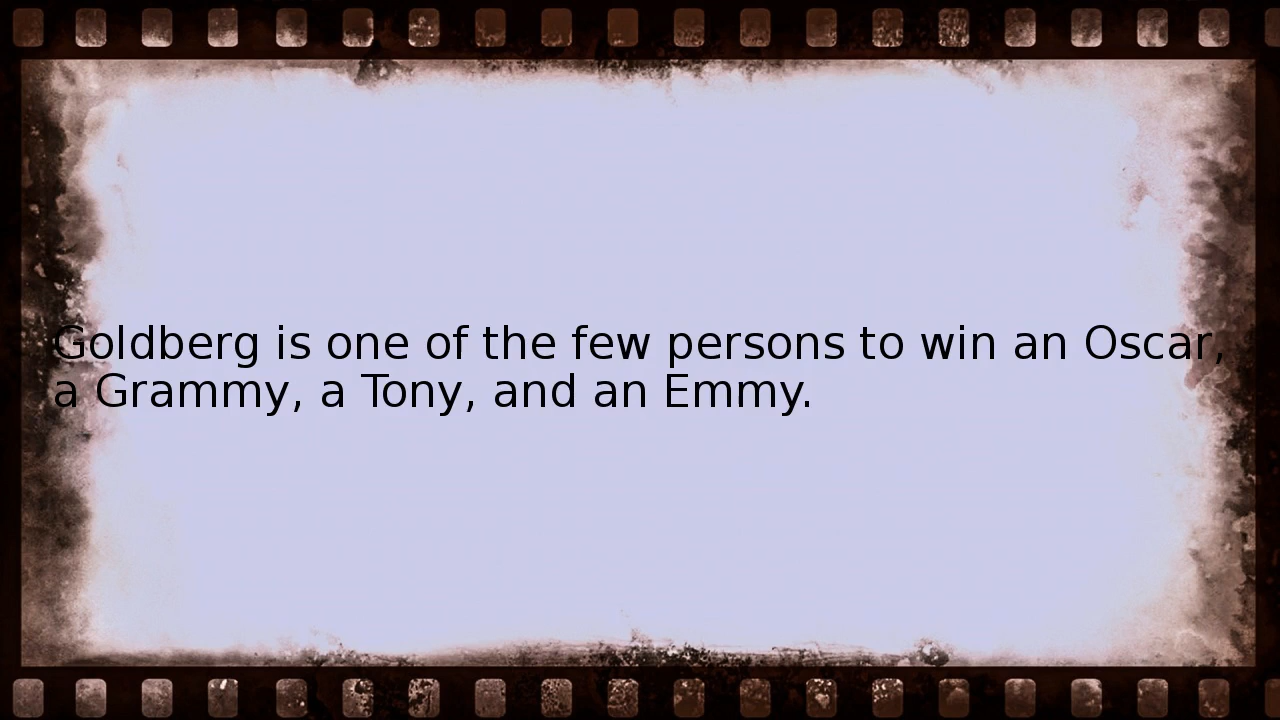 Goldberg is one of the few persons to win an Oscar,
a Grammy, a Tony, and an Emmy.